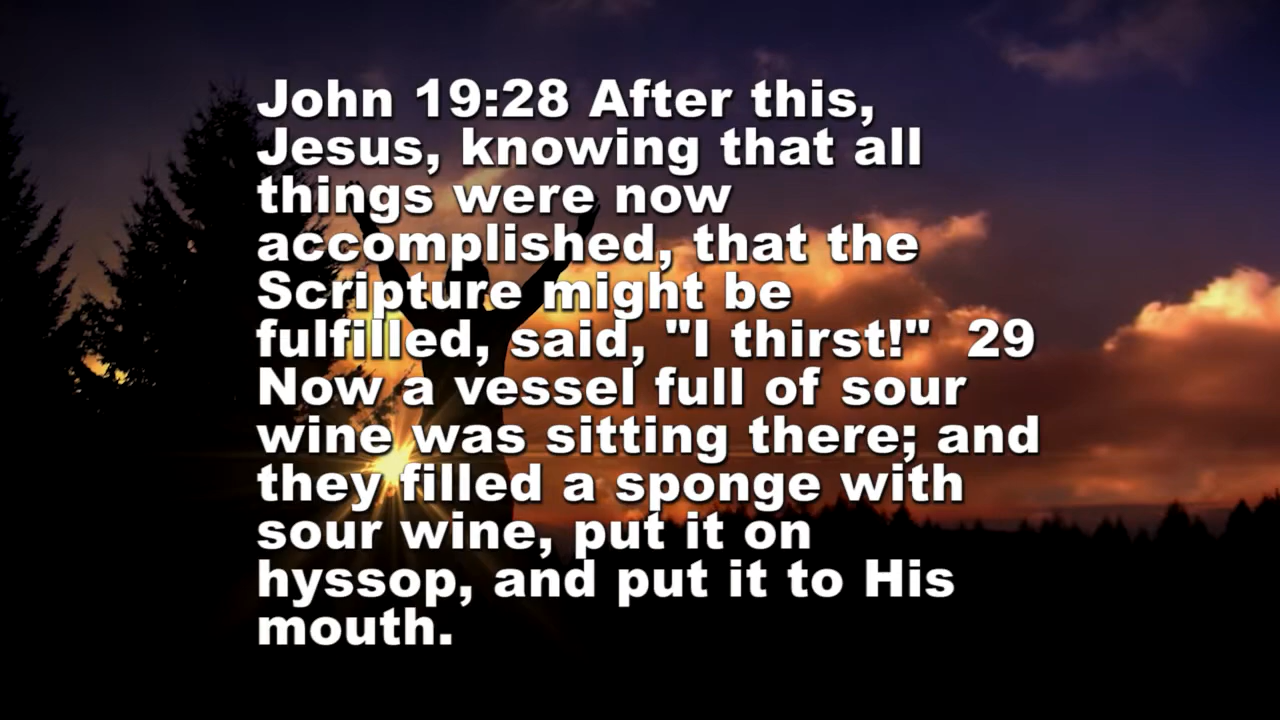 John 19:28 After this,
Jesus, knowing that all
things were now
accomplished, that the
Scripture might be
fulfilled, said, "I thirst!"  29
Now a vessel full of sour
wine was sitting there; and
they filled a sponge with
sour wine, put it on
hyssop, and put it to His
mouth.